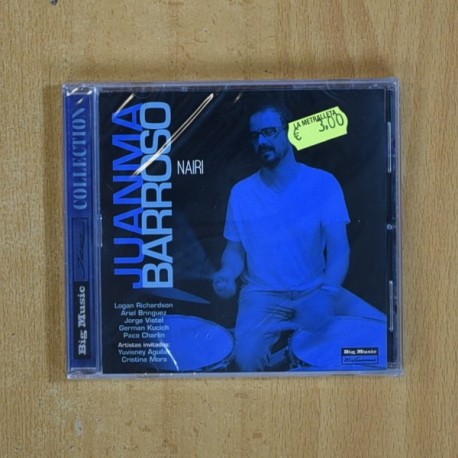 JUANMA
BARROSO
NAIRI
LA METRALLETA
€ 3,00
Logan Richardson
Ariel Bringuez
Jorge Vistel
German Kucich
Paco Charlín
Artistas invitados:
Yuvisney Aguilar
Cristina Mora
Big Music
Big Music
COLLECTION